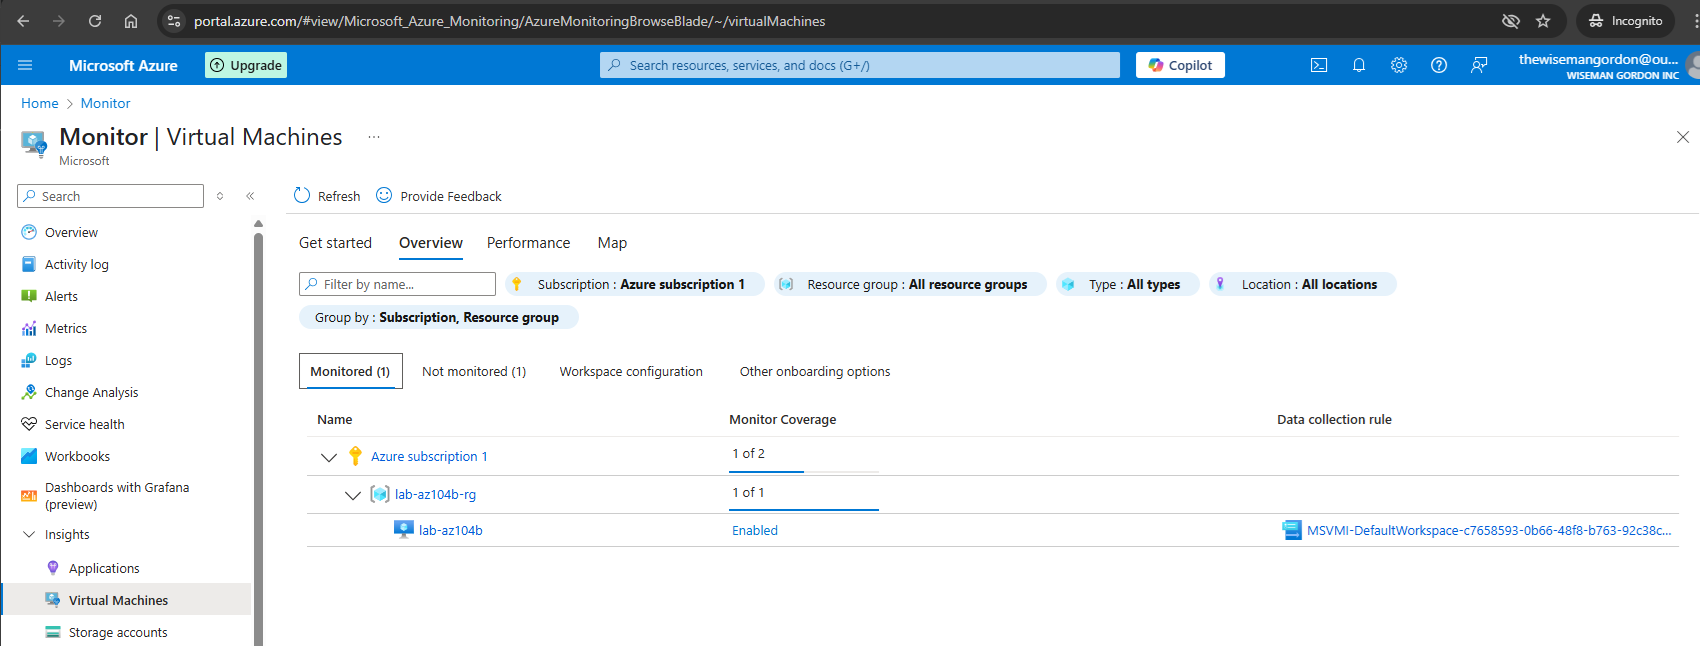 portal.azure.com/#view/Microsoft_Azure_Monitoring/AzureMonitoringBrowseBlade/~/virtualMachines
Incognito
Microsoft Azure
Upgrade
Search resources, services, and docs (G+/)
Copilot
thewisemangordon@ou...
WISEMAN GORDON INC
Home > Monitor
Monitor | Virtual Machines ...
Microsoft
Search
Refresh
Provide Feedback
Overview
Activity log
Alerts
Metrics
Logs
Change Analysis
Service health
Workbooks
Dashboards with Grafana
(preview)
Insights
Applications
Virtual Machines
Storage accounts
Get started Overview Performance Map
Filter by name...
Subscription : Azure subscription 1
Resource group : All resource groups
Type : All types
Location : All locations
Group by : Subscription, Resource group
Monitored (1) Not monitored (1) Workspace configuration Other onboarding options
Name Monitor Coverage Data collection rule
Azure subscription 1 1 of 2
lab-az104b-rg 1 of 1
lab-az104b Enabled MSVMI-DefaultWorkspace-c7658593-0b66-48f8-b763-92c38c...